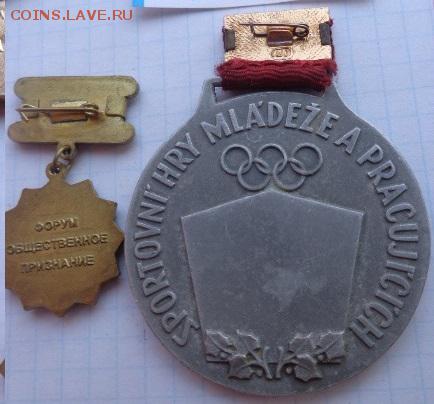 COINS.LAVE.RU
ФОРУМ
ОБЩЕСТВЕННОЕ
ПРИЗНАНИЕ
SPORTOVNÍ HRY MLÁDEŽE A PRACUJÍCÍCH